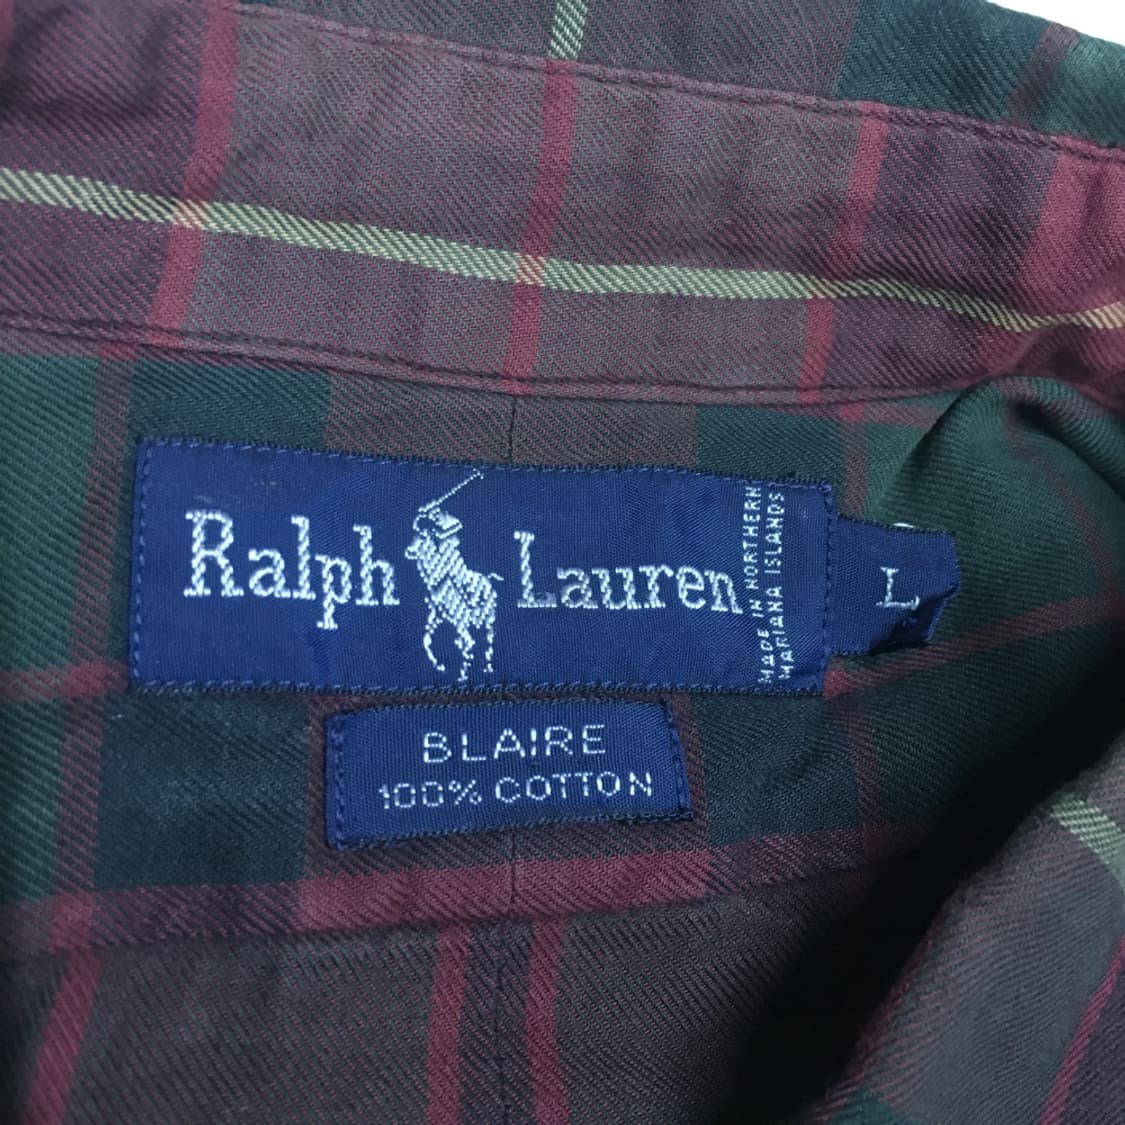 Ralph Lauren
MADE IN NORTHERN
MARIANA ISLANDS
L
BLAIRE
100% COTTON